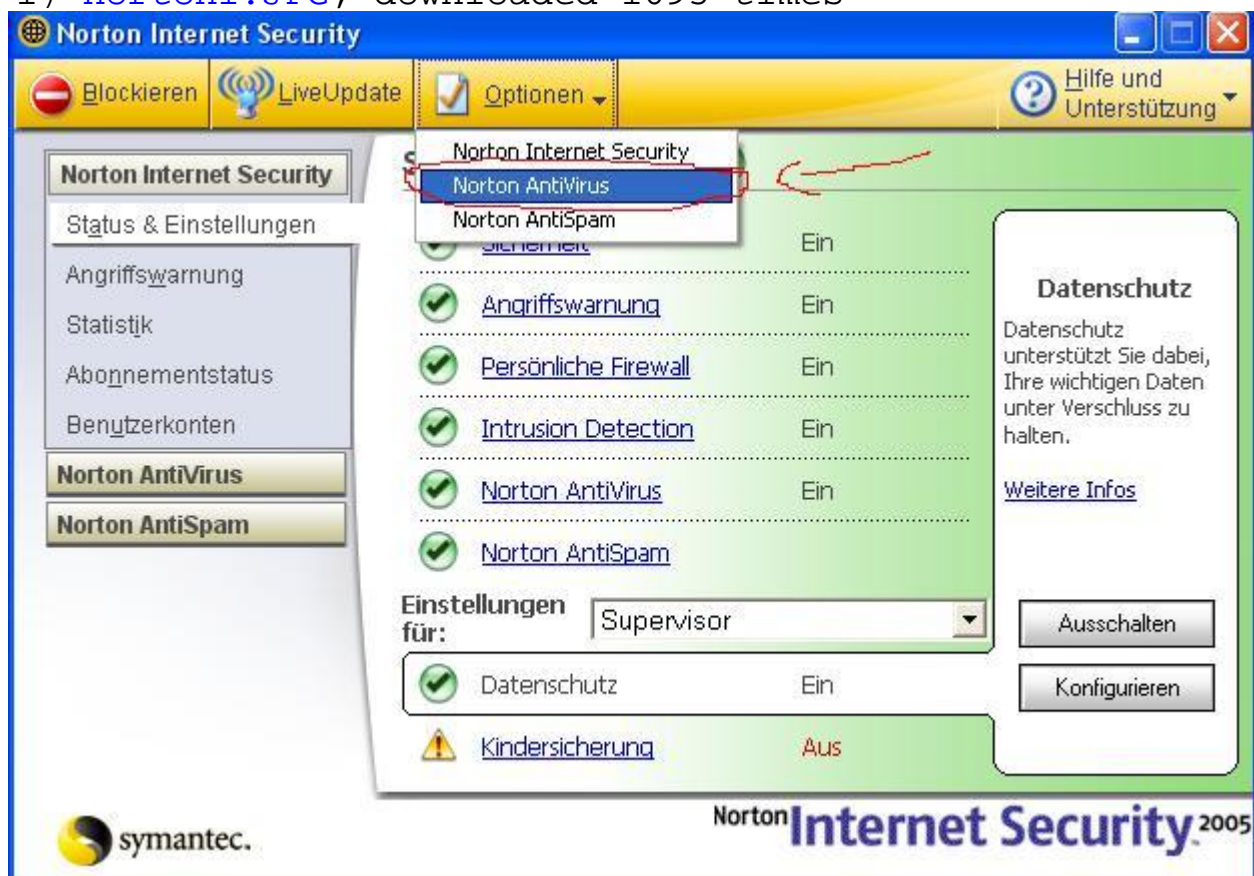 Norton Internet Security
Blockieren LiveUpdate Optionen Hilfe und
Unterstützung
Norton Internet Security
Norton AntiVirus
Norton AntiSpam
Norton Internet Security
Status & Einstellungen
Angriffswarnung
Statistik
Abonnementstatus
Benutzerkonten
Norton AntiVirus
Norton AntiSpam
Sicherheit Ein
Angriffswarnung Ein
Persönliche Firewall Ein
Intrusion Detection Ein
Norton AntiVirus Ein
Norton AntiSpam
Einstellungen
für: Supervisor
Datenschutz Ein
Kindersicherung Aus
Datenschutz
Datenschutz
unterstützt Sie dabei,
Ihre wichtigen Daten
unter Verschluss zu
halten.
Weitere Infos
Ausschalten
Konfigurieren
symantec.
Norton Internet Security 2005